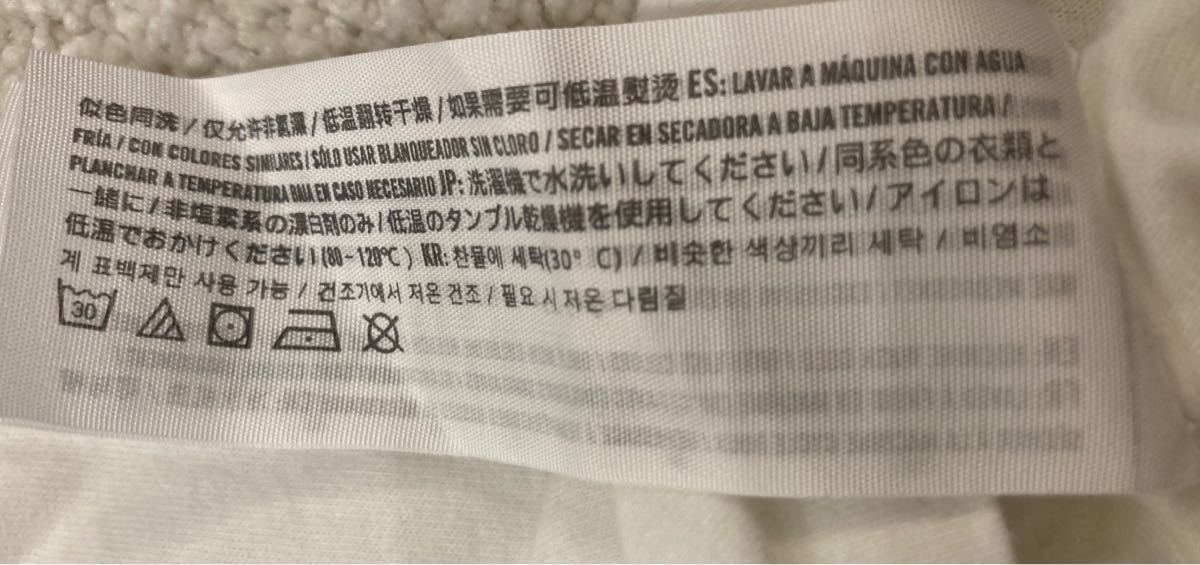 似色同洗 / 仅允许非氯漂 / 低温翻转干燥 / 如果需要可低温熨烫 ES: LAVAR A MÁQUINA CON AGUA
FRÍA / CON COLORES SIMILARES / SÓLO USAR BLANQUEADOR SIN CLORO / SECAR EN SECADORA A BAJA TEMPERATURA /
PLANCHAR A TEMPERATURA BAJA EN CASO NECESARIO JP: 洗濯機で水洗いしてください/同系色の衣類と
一緒に/非塩素系の漂白剤のみ/低温のタンブル乾燥機を使用してください/アイロンは
低温でおかけください(80~120℃) KR: 찬물에 세탁(30° C) / 비슷한 색상끼리 세탁 / 비염소
계 표백제만 사용 가능 / 건조기에서 저온 건조 / 필요 시 저온 다림질
30